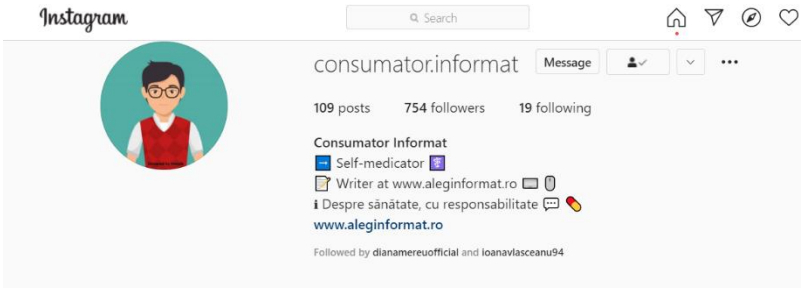 Instagram
Search
consumator.informat Message
109 posts 754 followers 19 following
Consumator Informat
Self-medicator
Writer at www.aleginformat.ro
Despre sănătate, cu responsabilitate
www.aleginformat.ro
Followed by dianamereuofficial and ioanavlasceanu94